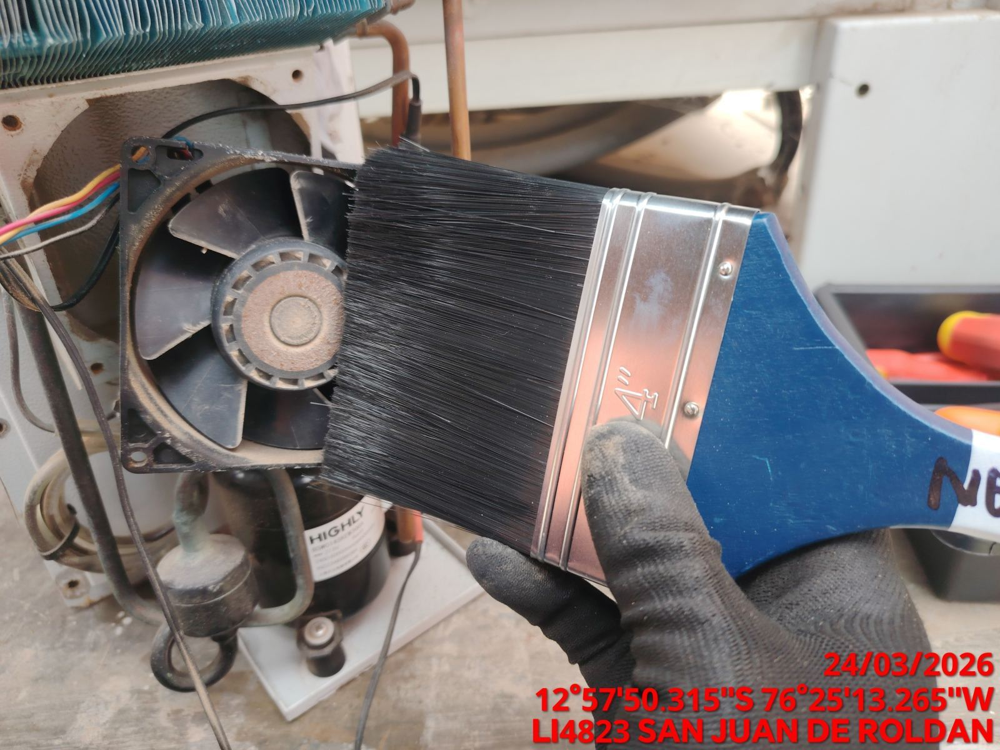 4"
NE
HIGHLY
24/03/2026
12°57'50.315"S 76°25'13.265"W
LI4823 SAN JUAN DE ROLDAN